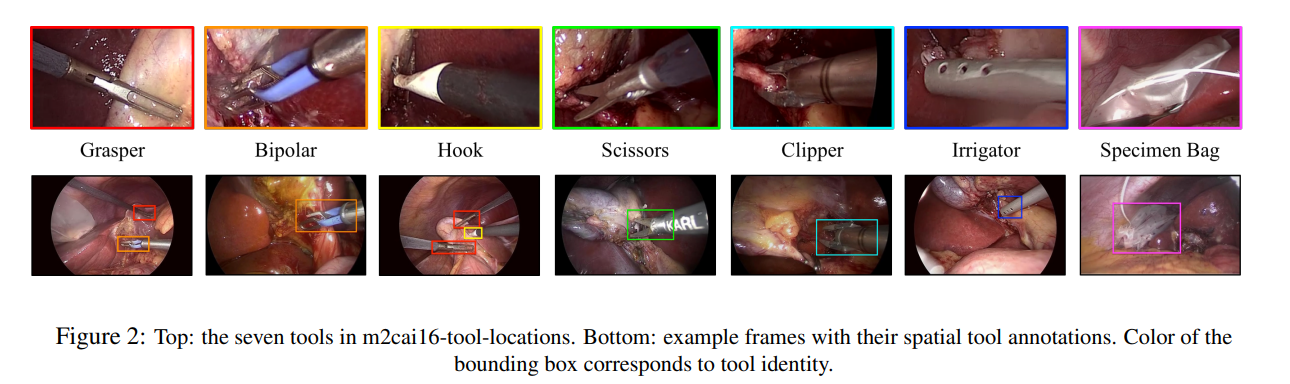 Grasper
Bipolar
Hook
Scissors
Clipper
Irrigator
Specimen Bag
KARL
Figure 2: Top: the seven tools in m2cai16-tool-locations. Bottom: example frames with their spatial tool annotations. Color of the
bounding box corresponds to tool identity.